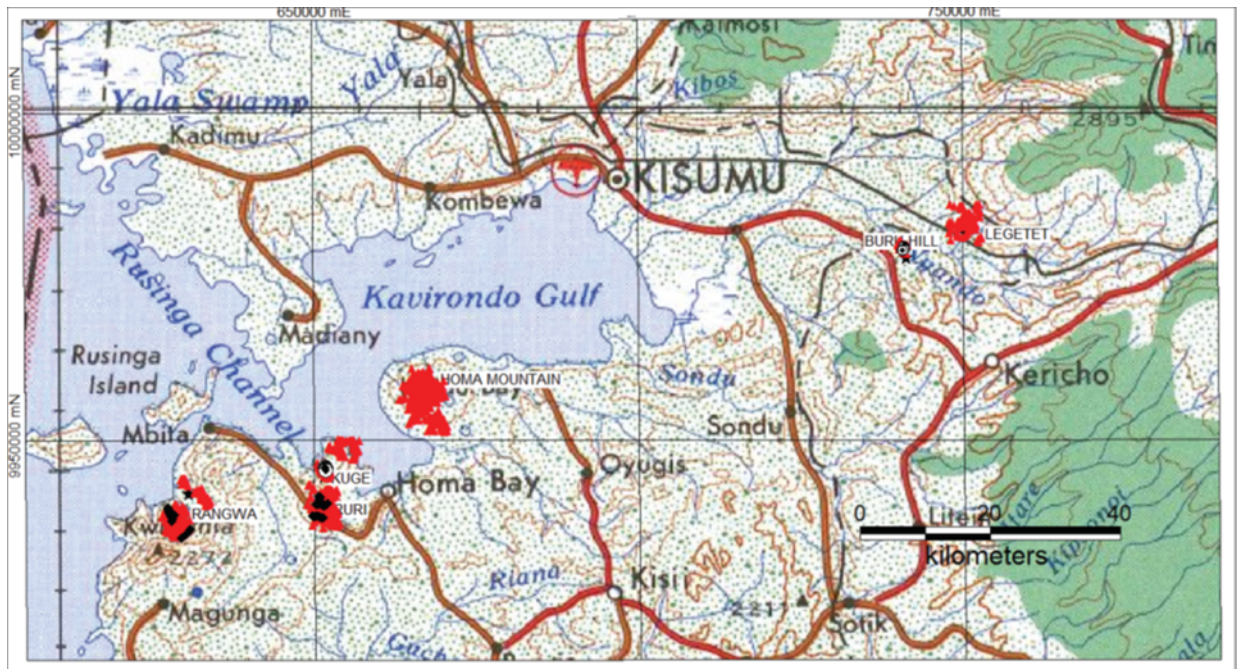 650000 mE
750000 mE
10000000 mN
9950000 mN
Kaimosi
Tin
Yala
Yala
Kibos
Yala Swamp
2895
Kadimu
KISUMU
Kombewa
BURU HILL
LEGETET
Nyando
Rusinga Channel
Kavirondo Gulf
Madiany
Rusinga
Island
HOMA MOUNTAIN
Sondu
Kericho
Mbita
Sondu
Oyugis
KUGE
Homa Bay
RANGWA
RURI
0
20
40
kilometers
2272
Riana
Kisii
2211
Magunga
Sotik